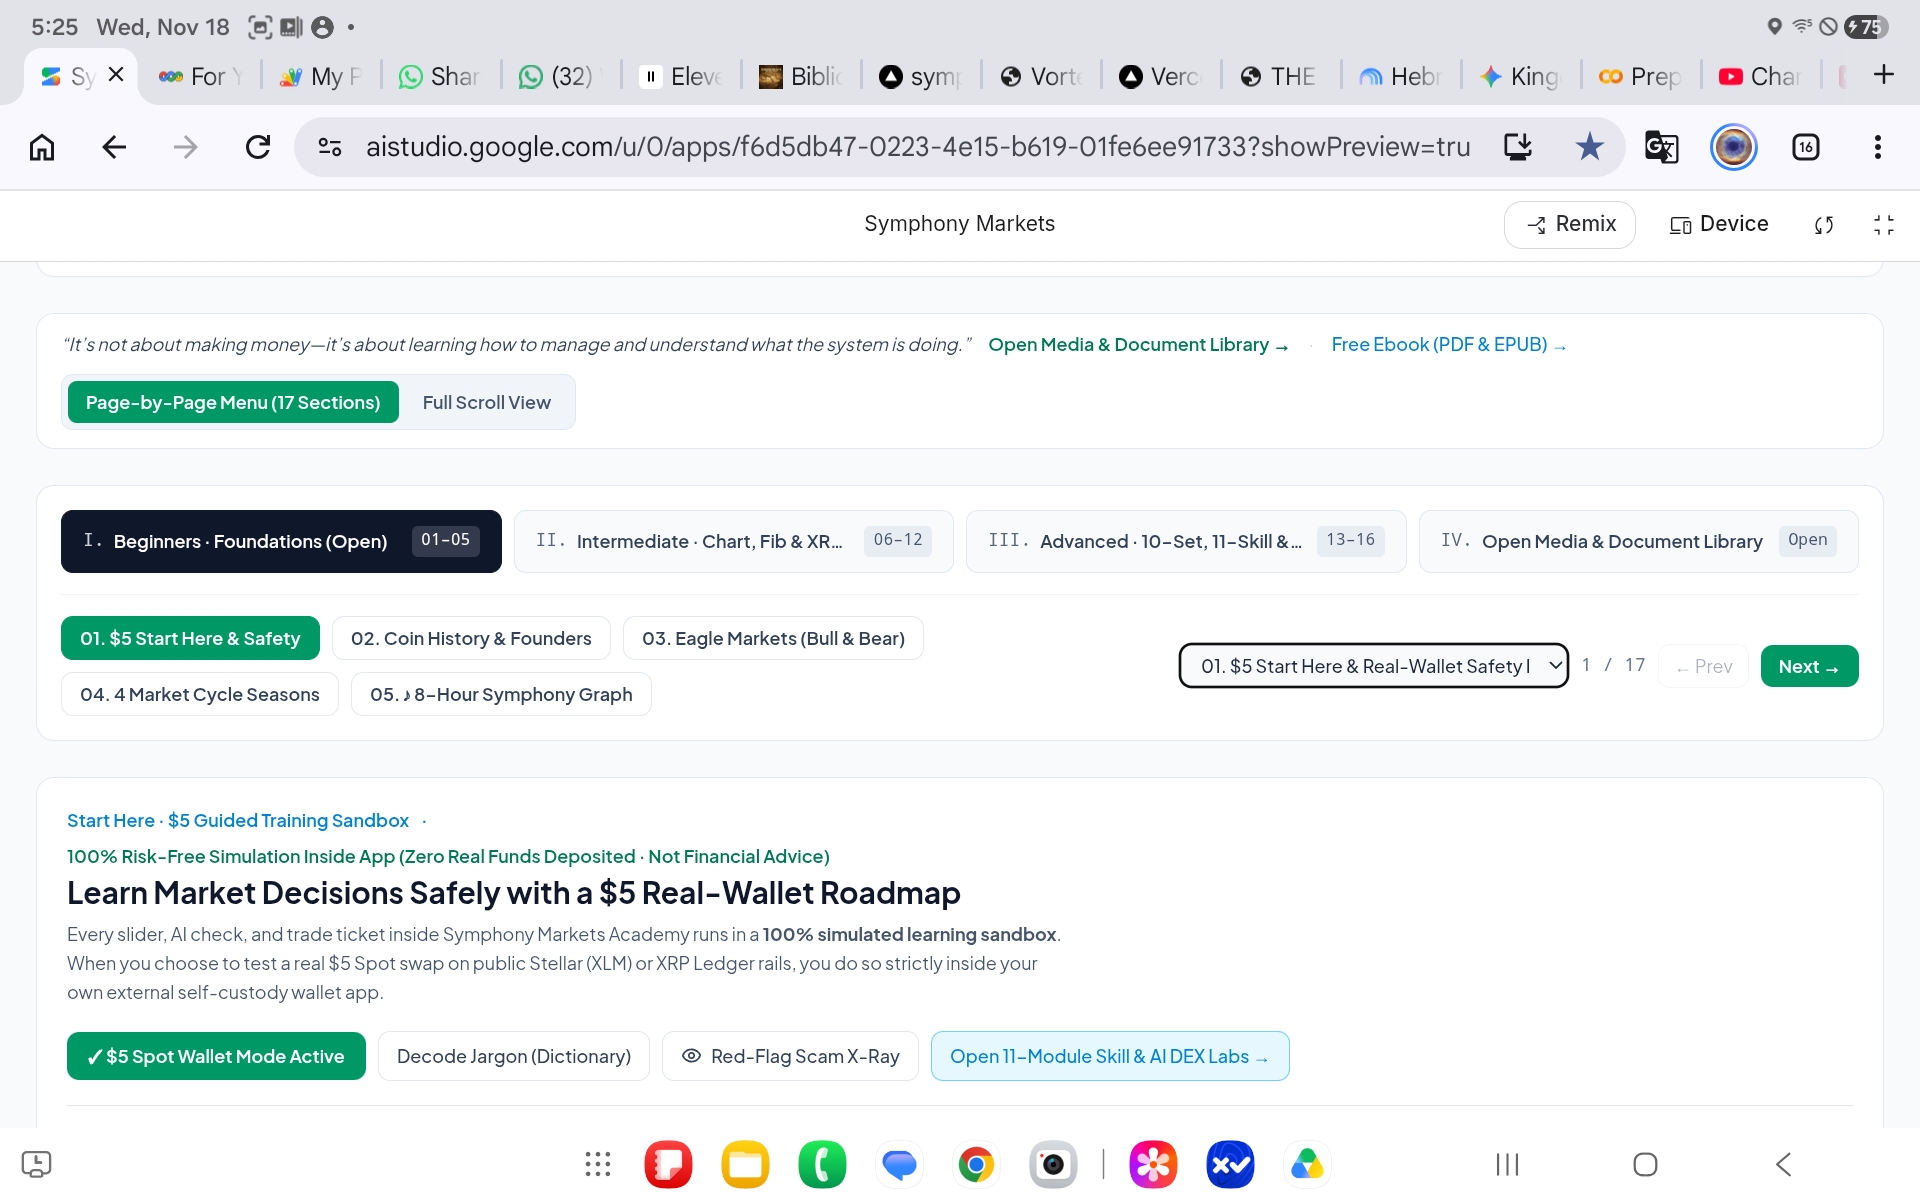 5:25 Wed, Nov 18
75
Sy
For Y
My F
Shar
(32)
Eleve
Biblic
symp
Vorte
Verc
THE
Hebr
King
Prep
Char
aistudio.google.com/u/0/apps/f6d5db47-0223-4e15-b619-01fe6ee91733?showPreview=tru
16
Symphony Markets
Remix
Device
“It’s not about making money—it’s about learning how to manage and understand what the system is doing.” Open Media & Document Library → · Free Ebook (PDF & EPUB) →
Page-by-Page Menu (17 Sections) Full Scroll View
I. Beginners · Foundations (Open) 01–05
II. Intermediate · Chart, Fib & XR... 06–12
III. Advanced · 10-Set, 11-Skill &... 13–16
IV. Open Media & Document Library Open
01. $5 Start Here & Safety
02. Coin History & Founders
03. Eagle Markets (Bull & Bear)
04. 4 Market Cycle Seasons
05. ♪ 8-Hour Symphony Graph
01. $5 Start Here & Real-Wallet Safety
1 / 17
← Prev
Next →
Start Here · $5 Guided Training Sandbox ·
100% Risk-Free Simulation Inside App (Zero Real Funds Deposited · Not Financial Advice)
Learn Market Decisions Safely with a $5 Real-Wallet Roadmap
Every slider, AI check, and trade ticket inside Symphony Markets Academy runs in a 100% simulated learning sandbox.
When you choose to test a real $5 Spot swap on public Stellar (XLM) or XRP Ledger rails, you do so strictly inside your
own external self-custody wallet app.
✓ $5 Spot Wallet Mode Active
Decode Jargon (Dictionary)
Red-Flag Scam X-Ray
Open 11-Module Skill & AI DEX Labs →